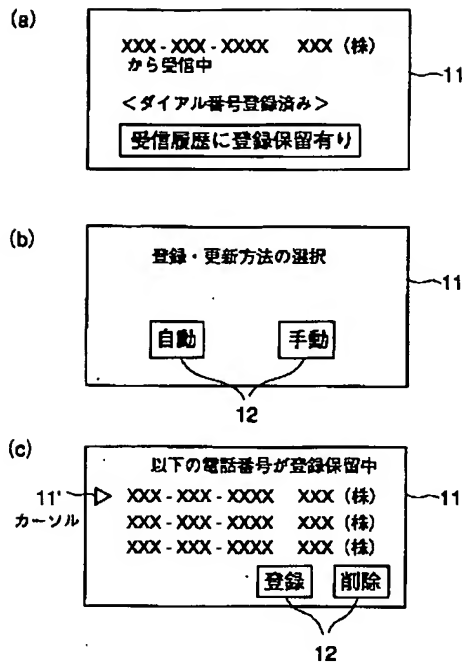 (a)
XXX-XXX-XXXX XXX (株)
から受信中
11
<ダイアル番号登録済み>
受信履歴に登録保留有り
(b)
登録・更新方法の選択
11
自動 手動
12
(c)
以下の電話番号が登録保留中
11' XXX-XXX-XXXX XXX (株) 11
カーソル XXX-XXX-XXXX XXX (株)
XXX-XXX-XXXX XXX (株)
登録 削除
12